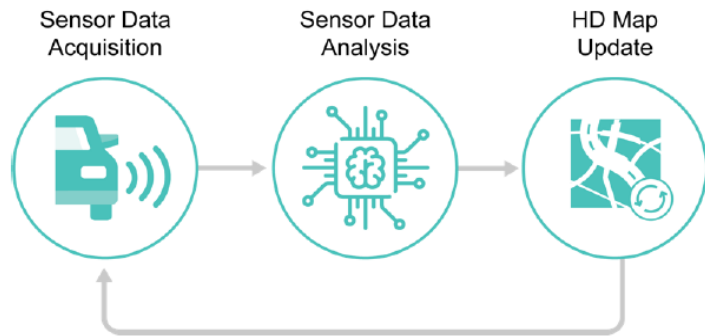 Sensor Data
Acquisition
Sensor Data
Analysis
HD Map
Update